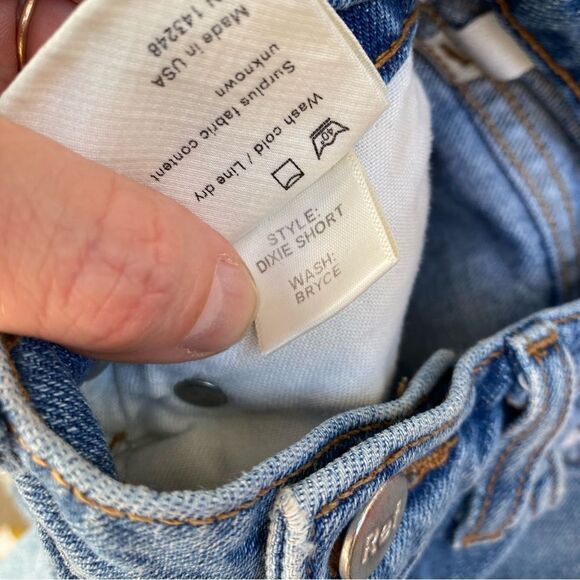 N 143248
Made in USA
Surplus fabric content
unknown
Wash cold / Line dry
40°
STYLE:
DIXIE SHORT
WASH:
BRYCE
Ref